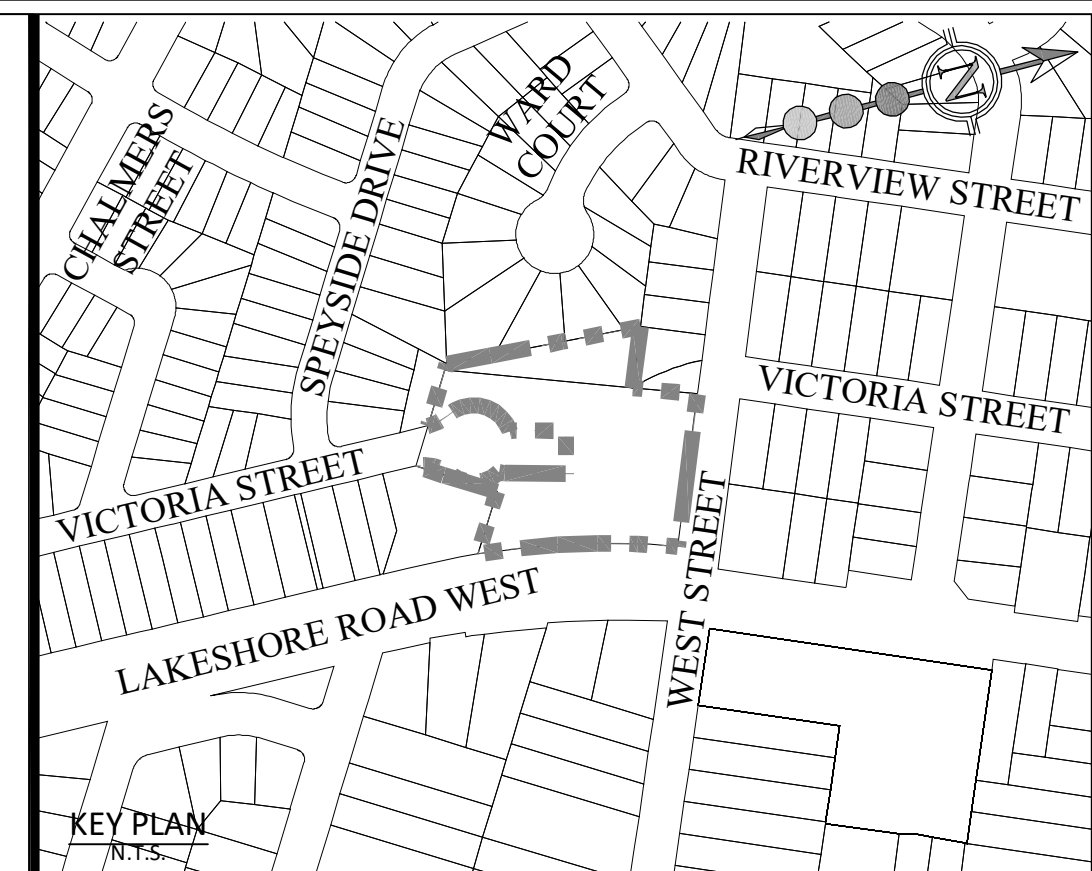 WARD
COURT
N
CHALMERS
STREET
SPEYSIDE DRIVE
RIVERVIEW STREET
VICTORIA STREET
VICTORIA STREET
WEST STREET
LAKESHORE ROAD WEST
KEY PLAN
N.T.S.